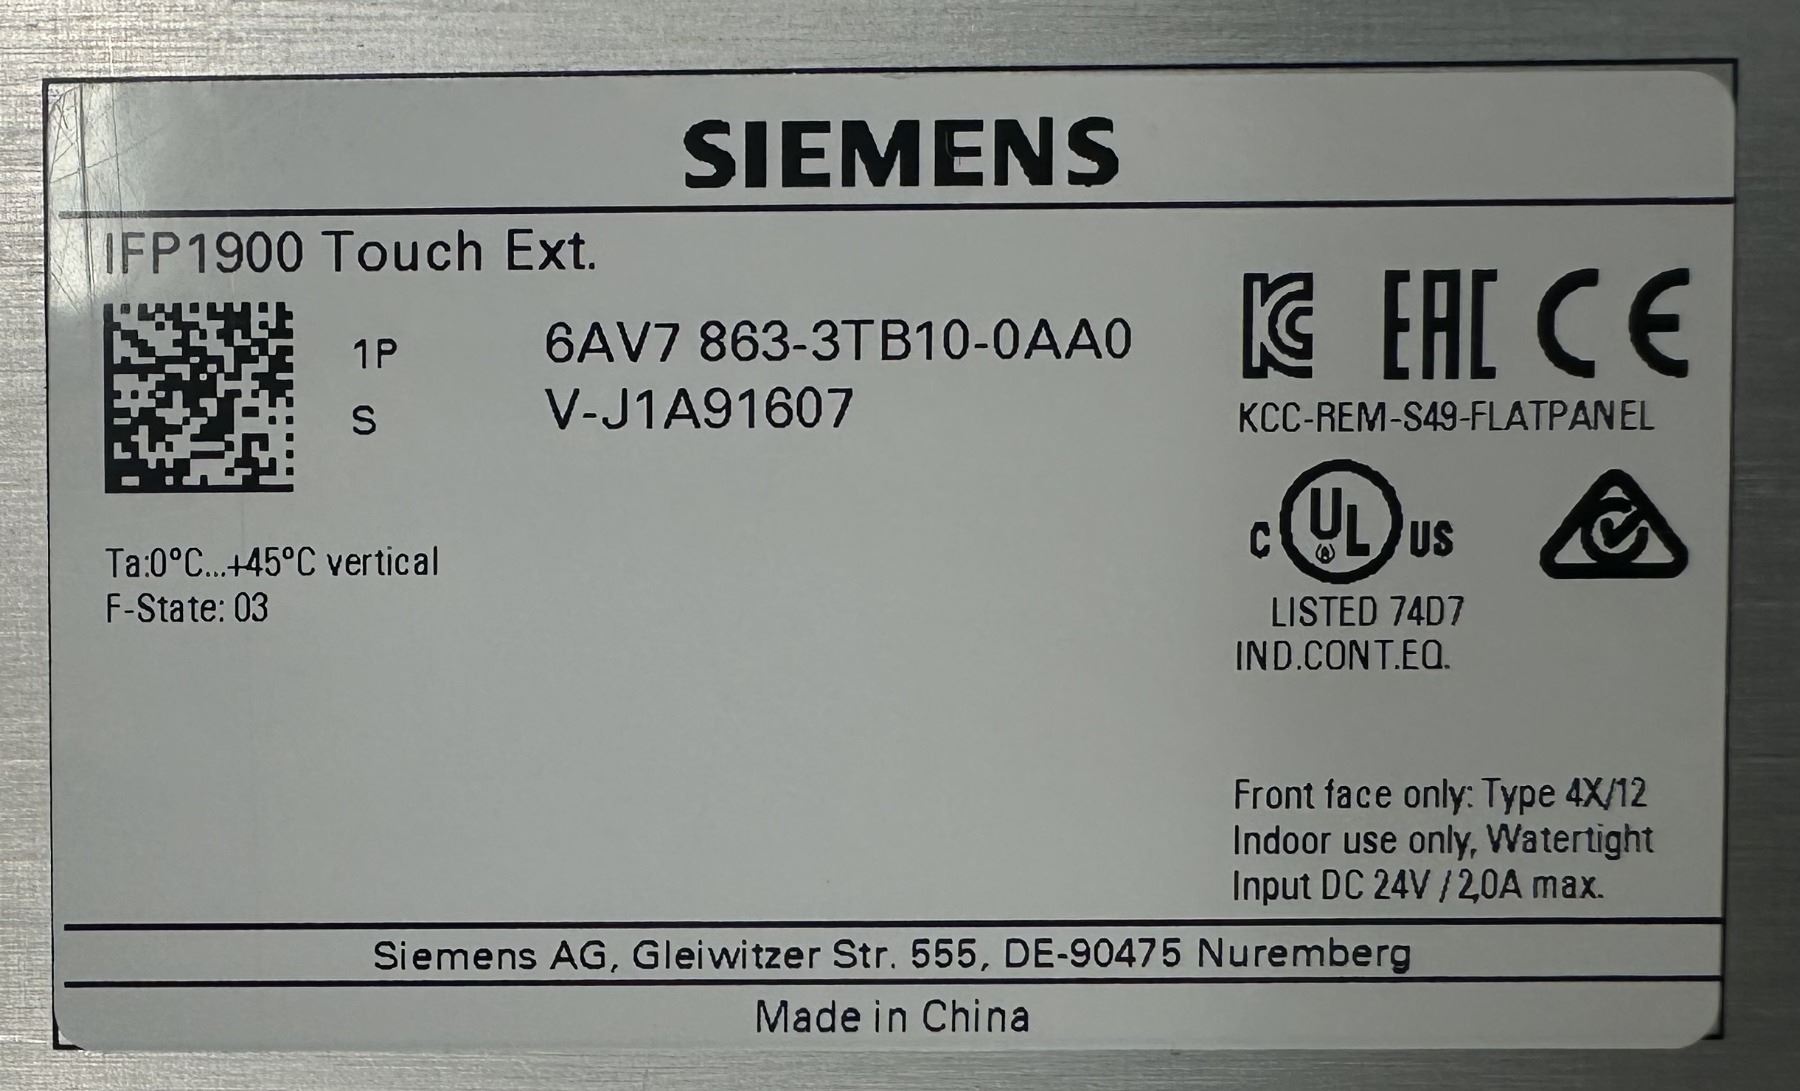 SIEMENS
IFP1900 Touch Ext.
1P 6AV7 863-3TB10-0AA0
S V-J1A91607
EAC CE
KCC-REM-S49-FLATPANEL
Ta:0°C...+45°C vertical
F-State: 03
C UL US
LISTED 74D7
IND.CONT.EQ.
Front face only: Type 4X/12
Indoor use only, Watertight
Input DC 24V / 2,0A max.
Siemens AG, Gleiwitzer Str. 555, DE-90475 Nuremberg
Made in China